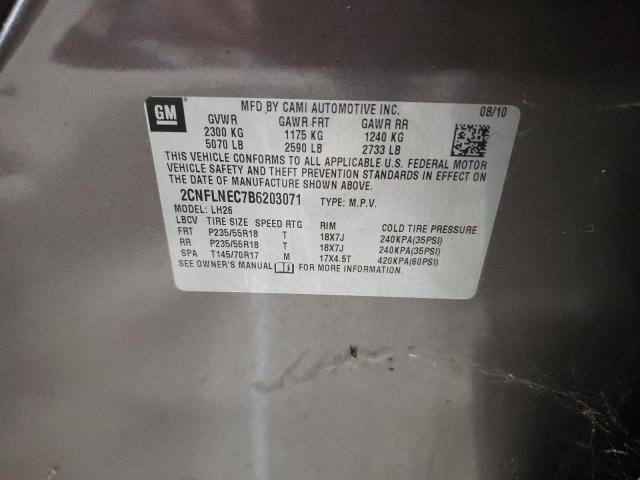 GM
MFD BY CAMI AUTOMOTIVE INC. 08/10
GVWR GAWR FRT GAWR RR
2300 KG 1175 KG 1240 KG
5070 LB 2590 LB 2733 LB
THIS VEHICLE CONFORMS TO ALL APPLICABLE U.S. FEDERAL MOTOR
VEHICLE SAFETY AND THEFT PREVENTION STANDARDS IN EFFECT ON
THE DATE OF MANUFACTURE SHOWN ABOVE.
2CNFLNEC7B6203071 TYPE: M.P.V.
MODEL: LH26
LBCV TIRE SIZE SPEED RTG RIM COLD TIRE PRESSURE
FRT P235/55R18 T 18X7J 240KPA(35PSI)
RR P235/55R18 T 18X7J 240KPA(35PSI)
SPA T145/70R17 M 17X4.5T 420KPA(60PSI)
SEE OWNER'S MANUAL FOR MORE INFORMATION.